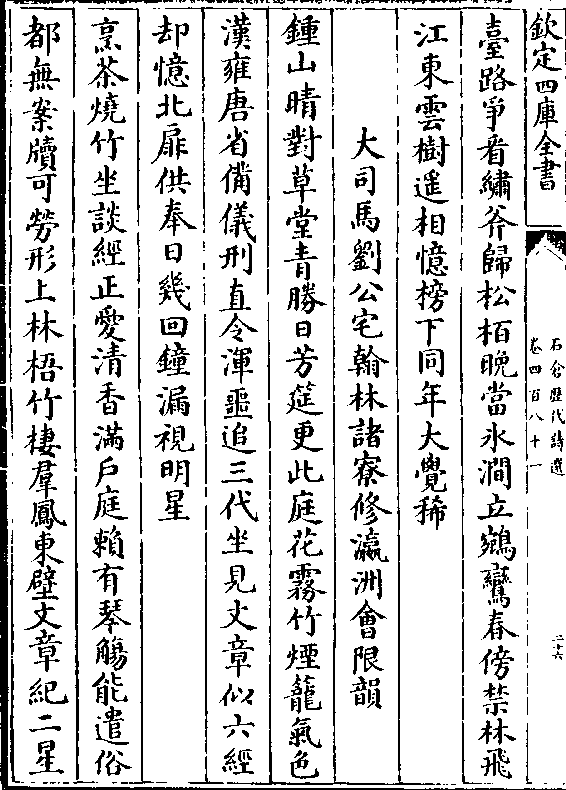 欽定四庫全書
石倉歷代詩選
卷四百八十一
二十六
臺路爭看繡斧歸松栢晩當氷澗立鵷鸞春傍禁林飛
江東雲樹遥相憶榜下同年大覺稀
大司馬劉公宅翰林諸寮修瀛洲會限韻
鍾山晴對草堂青勝日芳筵更此庭花霧竹煙籠氣色
漢雍唐省備儀刑直令渾噩追三代坐見文章似六經
却憶北扉供奉日幾回鐘漏視明星
烹茶燒竹坐談經正愛清香滿戶庭賴有琴觴能遣俗
都無案牘可勞形上林梧竹棲羣鳳東壁文章紀二星